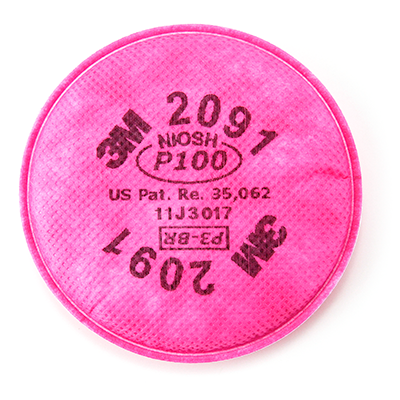 3M 2091
NIOSH
P100
US Pat. Re. 35,062
11J3017
P3-BR
3M 2091